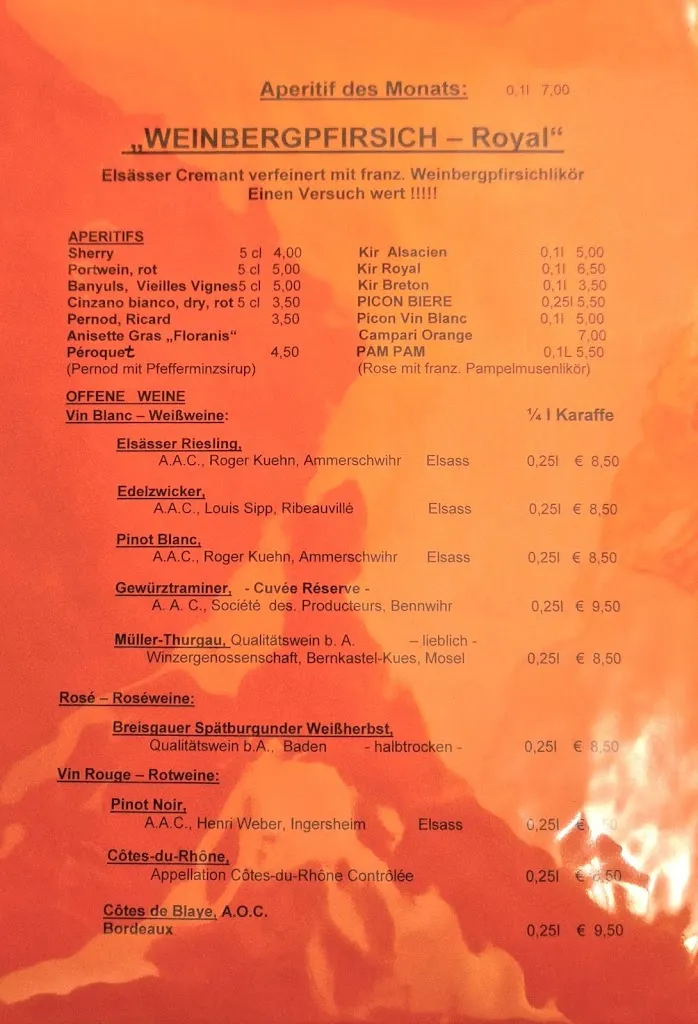 Aperitif des Monats: 0,1l 7,00
„WEINBERGPFIRSICH – Royal“
Elsässer Cremant verfeinert mit franz. Weinbergpfirsichlikör
Einen Versuch wert !!!!!
APERITIFS
Sherry 5 cl 4,00
Portwein, rot 5 cl 5,00
Banyuls, Vieilles Vignes 5 cl 5,00
Cinzano bianco, dry, rot 5 cl 3,50
Pernod, Ricard 3,50
Anisette Gras „Floranis“
Péroquet 4,50
(Pernod mit Pfefferminzsirup)
Kir Alsacien 0,1l 5,00
Kir Royal 0,1l 6,50
Kir Breton 0,1l 3,50
PICON BIERE 0,25l 5,50
Picon Vin Blanc 0,1l 5,00
Campari Orange 7,00
PAM PAM 0,1L 5,50
(Rose mit franz. Pampelmusenlikör)
OFFENE WEINE
Vin Blanc – Weißweine: ¼ l Karaffe
Elsässer Riesling,
A.A.C., Roger Kuehn, Ammerschwihr Elsass 0,25l € 8,50
Edelzwicker,
A.A.C., Louis Sipp, Ribeauvillé Elsass 0,25l € 8,50
Pinot Blanc,
A.A.C., Roger Kuehn, Ammerschwihr Elsass 0,25l € 8,50
Gewürztraminer, - Cuvée Réserve -
A. A. C., Société des Producteurs, Bennwihr 0,25l € 9,50
Müller-Thurgau, Qualitätswein b. A. – lieblich -
Winzergenossenschaft, Bernkastel-Kues, Mosel 0,25l € 8,50
Rosé – Roséweine:
Breisgauer Spätburgunder Weißherbst,
Qualitätswein b.A., Baden - halbtrocken - 0,25l € 8,50
Vin Rouge – Rotweine:
Pinot Noir,
A.A.C., Henri Weber, Ingersheim Elsass 0,25l €
Côtes-du-Rhône,
Appellation Côtes-du-Rhône Contrôlée 0,25l €
Côtes de Blaye, A.O.C.
Bordeaux 0,25l € 9,50